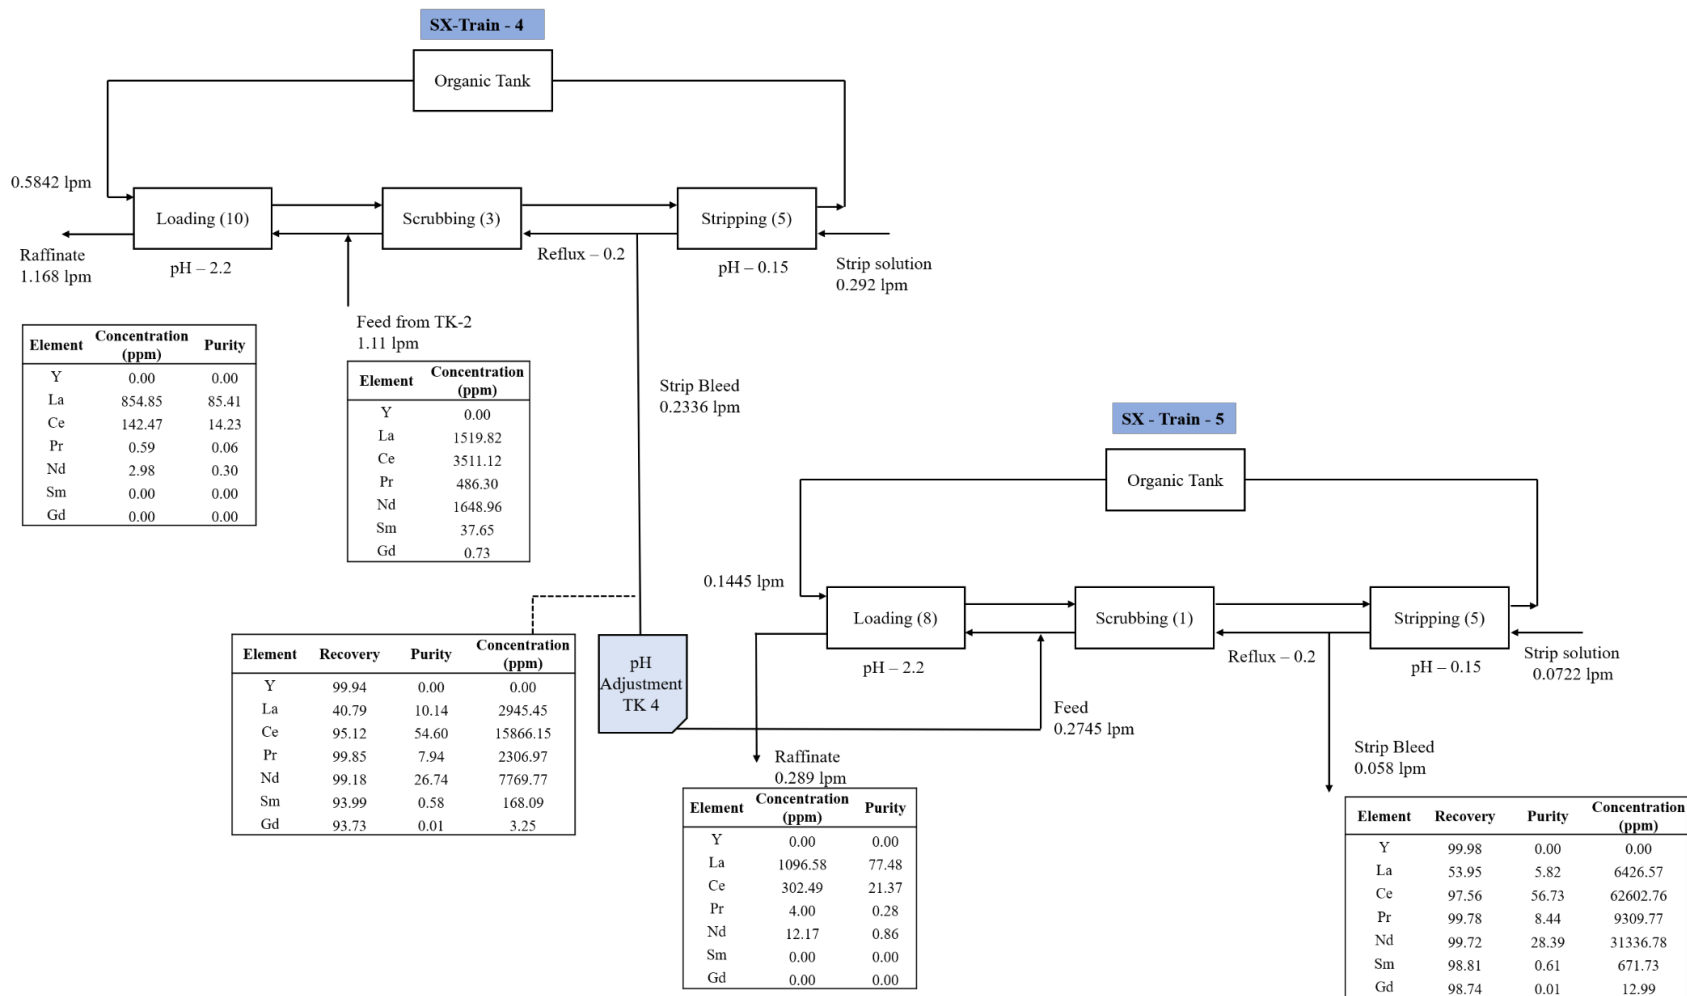 SX-Train - 4
Organic Tank
0.5842 lpm
Loading (10)
Scrubbing (3)
Stripping (5)
Raffinate
1.168 lpm
pH – 2.2
Reflux – 0.2
pH – 0.15
Strip solution
0.292 lpm
Feed from TK-2
1.11 lpm
Element Concentration (ppm) Purity
Y 0.00 0.00
La 854.85 85.41
Ce 142.47 14.23
Pr 0.59 0.06
Nd 2.98 0.30
Sm 0.00 0.00
Gd 0.00 0.00
Element Concentration (ppm)
Y 0.00
La 1519.82
Ce 3511.12
Pr 486.30
Nd 1648.96
Sm 37.65
Gd 0.73
Strip Bleed
0.2336 lpm
SX - Train - 5
Organic Tank
0.1445 lpm
Loading (8)
Scrubbing (1)
Stripping (5)
pH – 2.2
Reflux – 0.2
pH – 0.15
Strip solution
0.0722 lpm
Element Recovery Purity Concentration (ppm)
Y 99.94 0.00 0.00
La 40.79 10.14 2945.45
Ce 95.12 54.60 15866.15
Pr 99.85 7.94 2306.97
Nd 99.18 26.74 7769.77
Sm 93.99 0.58 168.09
Gd 93.73 0.01 3.25
pH
Adjustment
TK 4
Feed
0.2745 lpm
Raffinate
0.289 lpm
Strip Bleed
0.058 lpm
Element Concentration (ppm) Purity
Y 0.00 0.00
La 1096.58 77.48
Ce 302.49 21.37
Pr 4.00 0.28
Nd 12.17 0.86
Sm 0.00 0.00
Gd 0.00 0.00
Element Recovery Purity Concentration (ppm)
Y 99.98 0.00 0.00
La 53.95 5.82 6426.57
Ce 97.56 56.73 62602.76
Pr 99.78 8.44 9309.77
Nd 99.72 28.39 31336.78
Sm 98.81 0.61 671.73
Gd 98.74 0.01 12.99